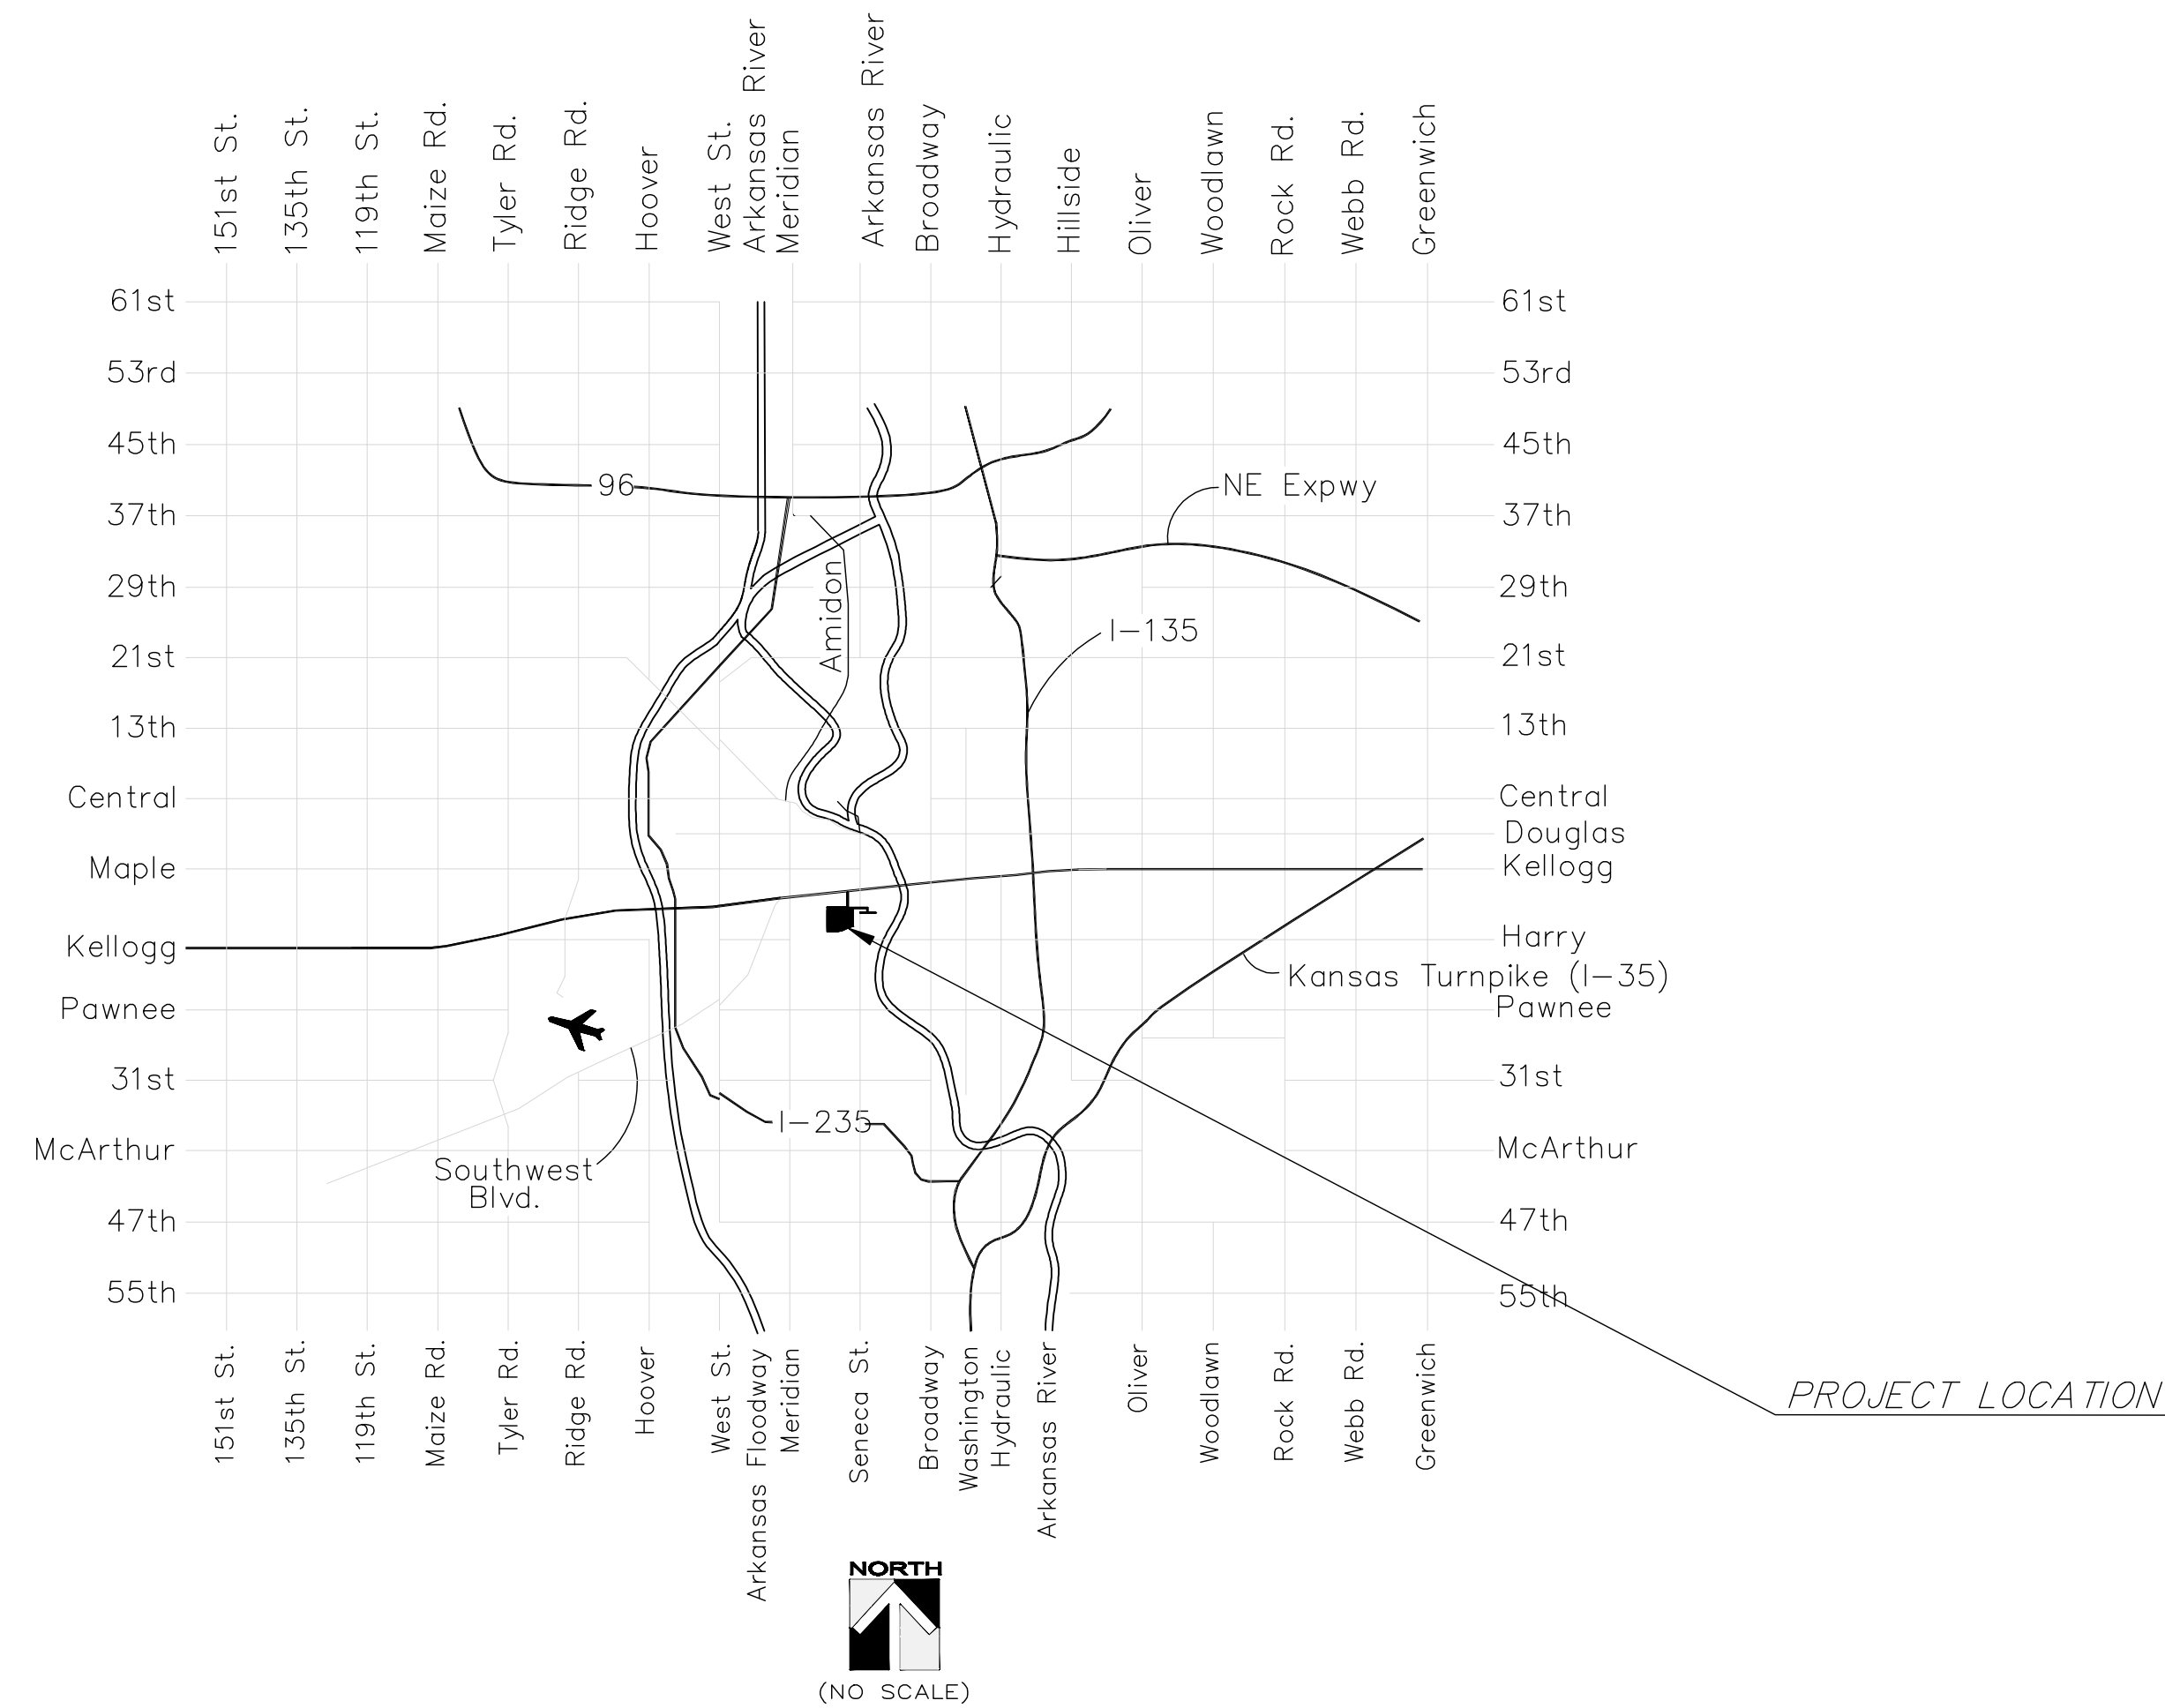 151st St.
135th St.
119th St.
Maize Rd.
Tyler Rd.
Ridge Rd.
Hoover
West St.
Arkansas River
Meridian
Arkansas River
Broadway
Hydraulic
Hillside
Oliver
Woodlawn
Rock Rd.
Webb Rd.
Greenwich
61st
61st
53rd
53rd
45th
45th
96
NE Expwy
37th
37th
29th
29th
Amidon
I-135
21st
21st
13th
13th
Central
Central
Douglas
Maple
Kellogg
Kellogg
Harry
Kansas Turnpike (I-35)
Pawnee
Pawnee
31st
31st
I-235
McArthur
McArthur
Southwest
Blvd.
47th
47th
55th
55th
151st St.
135th St.
119th St.
Maize Rd.
Tyler Rd.
Ridge Rd.
Hoover
West St.
Arkansas Floodway
Meridian
Seneca St.
Broadway
Washington
Hydraulic
Arkansas River
Oliver
Woodlawn
Rock Rd.
Webb Rd.
Greenwich
PROJECT LOCATION
NORTH
(NO SCALE)